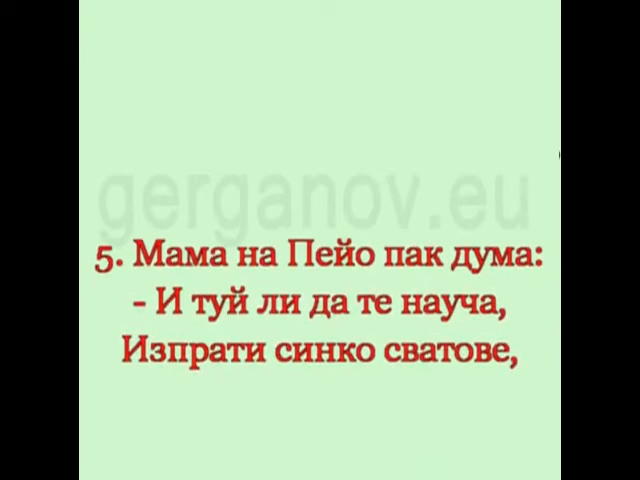 gerganov.eu
5. Мама на Пейо пак дума:
- И туй ли да те науча,
Изпрати синко сватове,